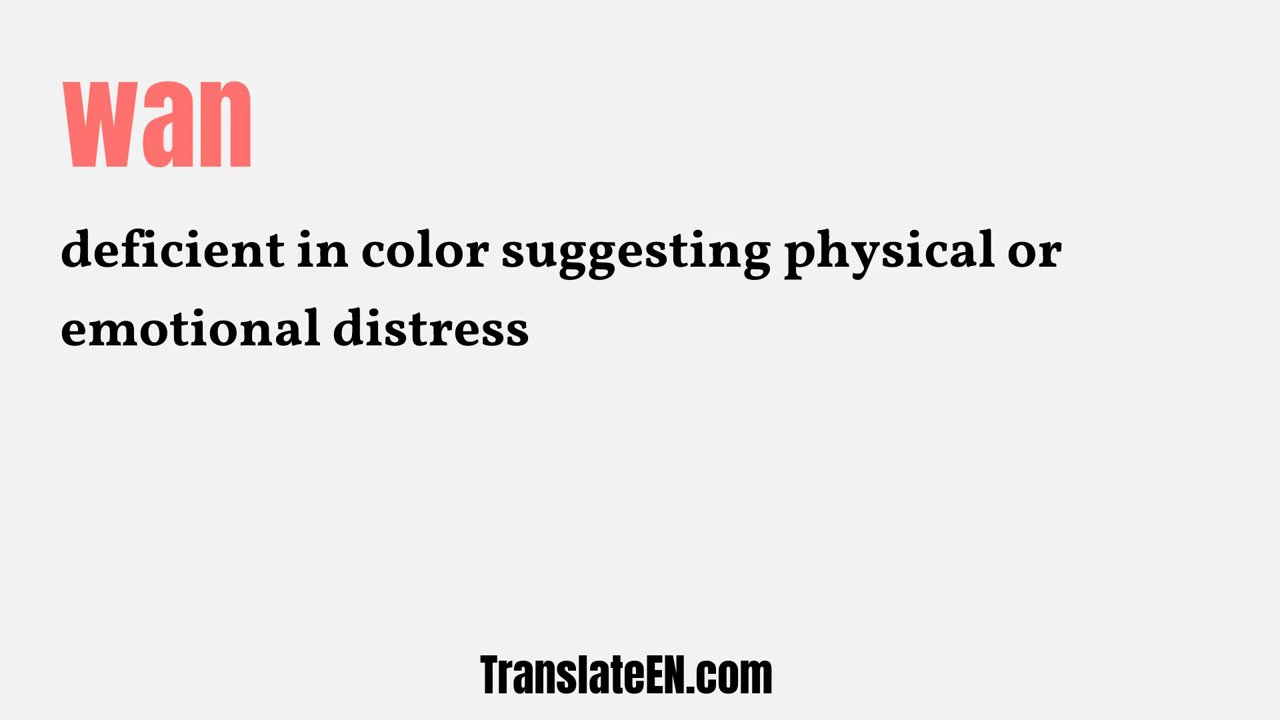 wan
deficient in color suggesting physical or
emotional distress
TranslateEN.com